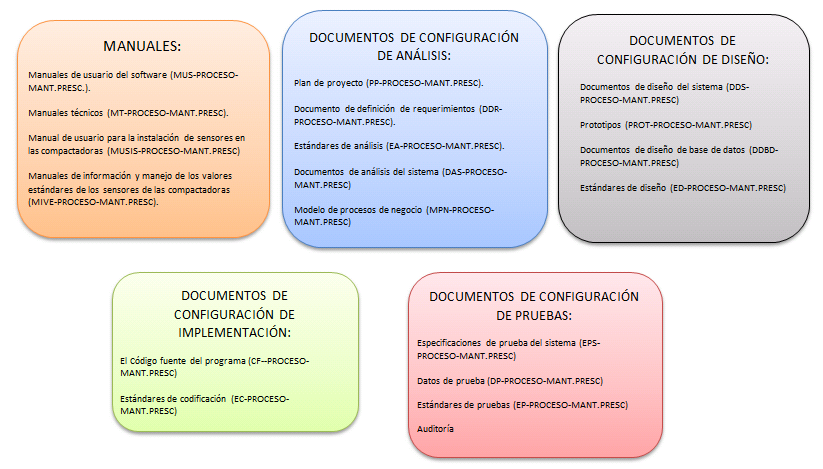 MANUALES:
Manuales de usuario del software (MUS-PROCESO-
MANT.PRESC.).
Manuales técnicos (MT-PROCESO-MANT.PRESC).
Manual de usuario para la instalación de sensores en
las compactadoras (MUSIS-PROCESO-MANT.PRESC)
Manuales de información y manejo de los valores
estándares de los sensores de las compactadoras
(MIVE-PROCESO-MANT.PRESC).
DOCUMENTOS DE CONFIGURACIÓN
DE ANÁLISIS:
Plan de proyecto (PP-PROCESO-MANT.PRESC).
Documento de definición de requerimientos (DDR-
PROCESO-MANT.PRESC).
Estándares de análisis (EA-PROCESO-MANT.PRESC).
Documentos de análisis del sistema (DAS-PROCESO-
MANT.PRESC)
Modelo de procesos de negocio (MPN-PROCESO-
MANT.PRESC)
DOCUMENTOS DE
CONFIGURACIÓN DE DISEÑO:
Documentos de diseño del sistema (DDS-
PROCESO-MANT.PRESC)
Prototipos (PROT-PROCESO-MANT.PRESC)
Documentos de diseño de base de datos (DDBD-
PROCESO-MANT.PRESC)
Estándares de diseño (ED-PROCESO-MANT.PRESC)
DOCUMENTOS DE
CONFIGURACIÓN DE
IMPLEMENTACIÓN:
El Código fuente del programa (CF--PROCESO-
MANT.PRESC)
Estándares de codificación (EC-PROCESO-
MANT.PRESC)
DOCUMENTOS DE CONFIGURACIÓN
DE PRUEBAS:
Especificaciones de prueba del sistema (EPS-
PROCESO-MANT.PRESC)
Datos de prueba (DP-PROCESO-MANT.PRESC)
Estándares de pruebas (EP-PROCESO-MANT.PRESC)
Auditoría